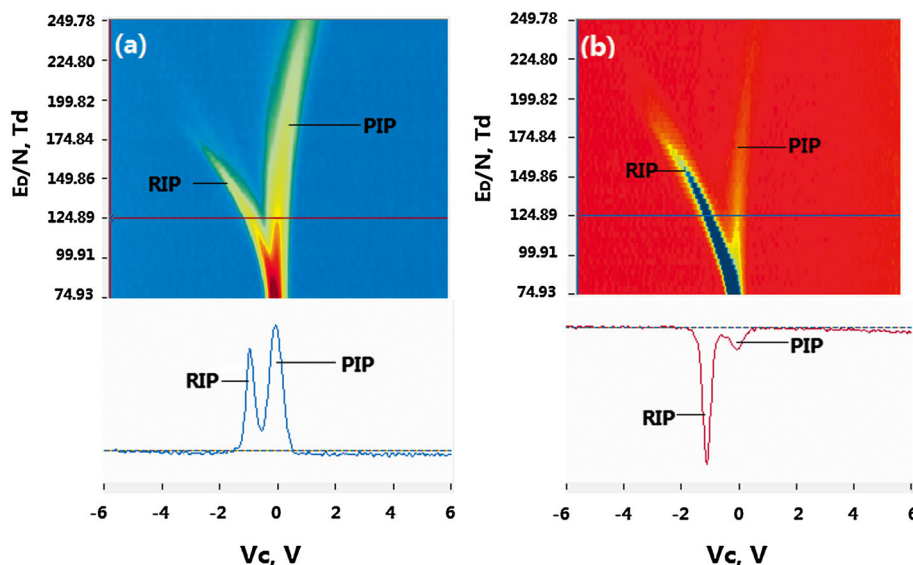 249.78
224.80
199.82
174.84
149.86
124.89
99.91
74.93
E_D/N, Td
(a)
PIP
RIP
RIP
PIP
-6 -4 -2 0 2 4 6
Vc, V
249.78
224.80
199.82
174.84
149.86
124.89
99.91
74.93
E_D/N, Td
(b)
PIP
RIP
PIP
RIP
-6 -4 -2 0 2 4 6
Vc, V